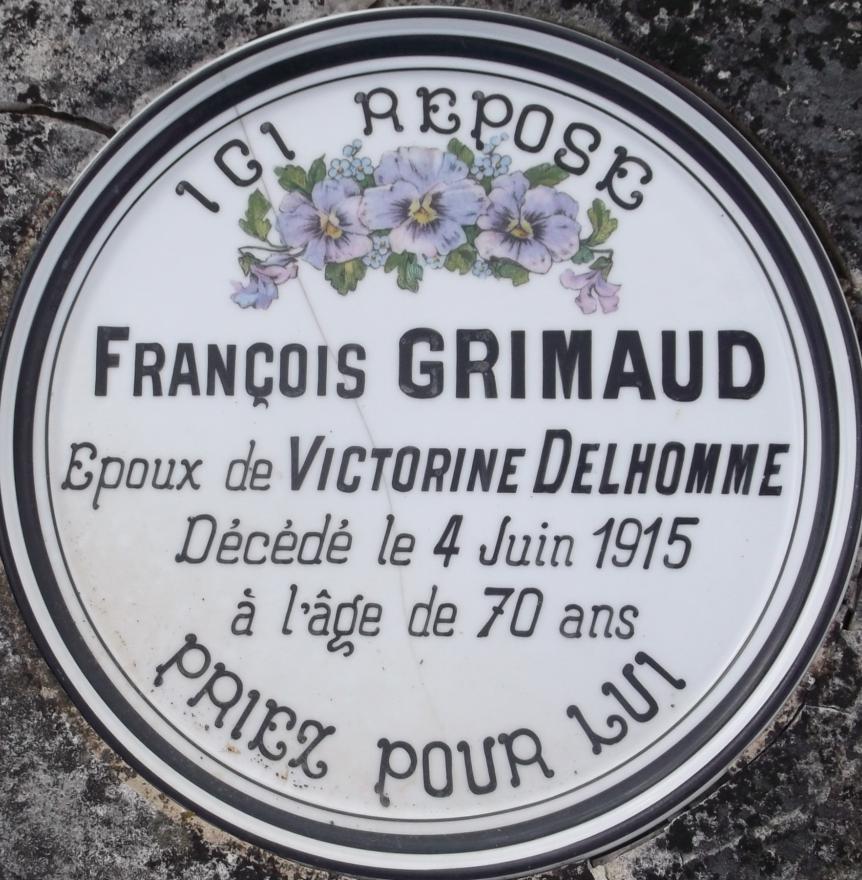 ICI REPOSE
FRANÇOIS GRIMAUD
Epoux de VICTORINE DELHOMME
Décédé le 4 Juin 1915
à l'âge de 70 ans
PRIEZ POUR LUI